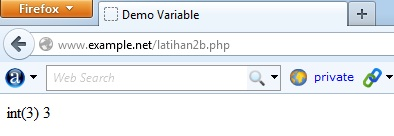 Firefox
Demo Variable
www.example.net/latihan2b.php
a Web Search private
int(3) 3